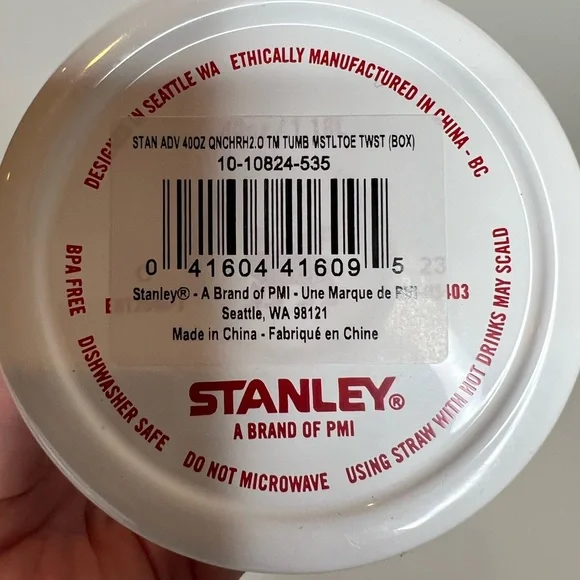 DESIG IN SEATTLE WA
ETHICALLY MANUFACTURED IN CHINA - BC
STAN ADV 40OZ QNCHRH2.O TM TUMB MSTLTOE TWST (BOX)
10-10824-535
0 41604 41609 5
Stanley® - A Brand of PMI - Une Marque de PMI
Seattle, WA 98121
Made in China - Fabriqué en Chine
23
403
BPA FREE
DISHWASHER SAFE
DO NOT MICROWAVE
USING STRAW WITH HOT DRINKS MAY SCALD
STANLEY®
A BRAND OF PMI